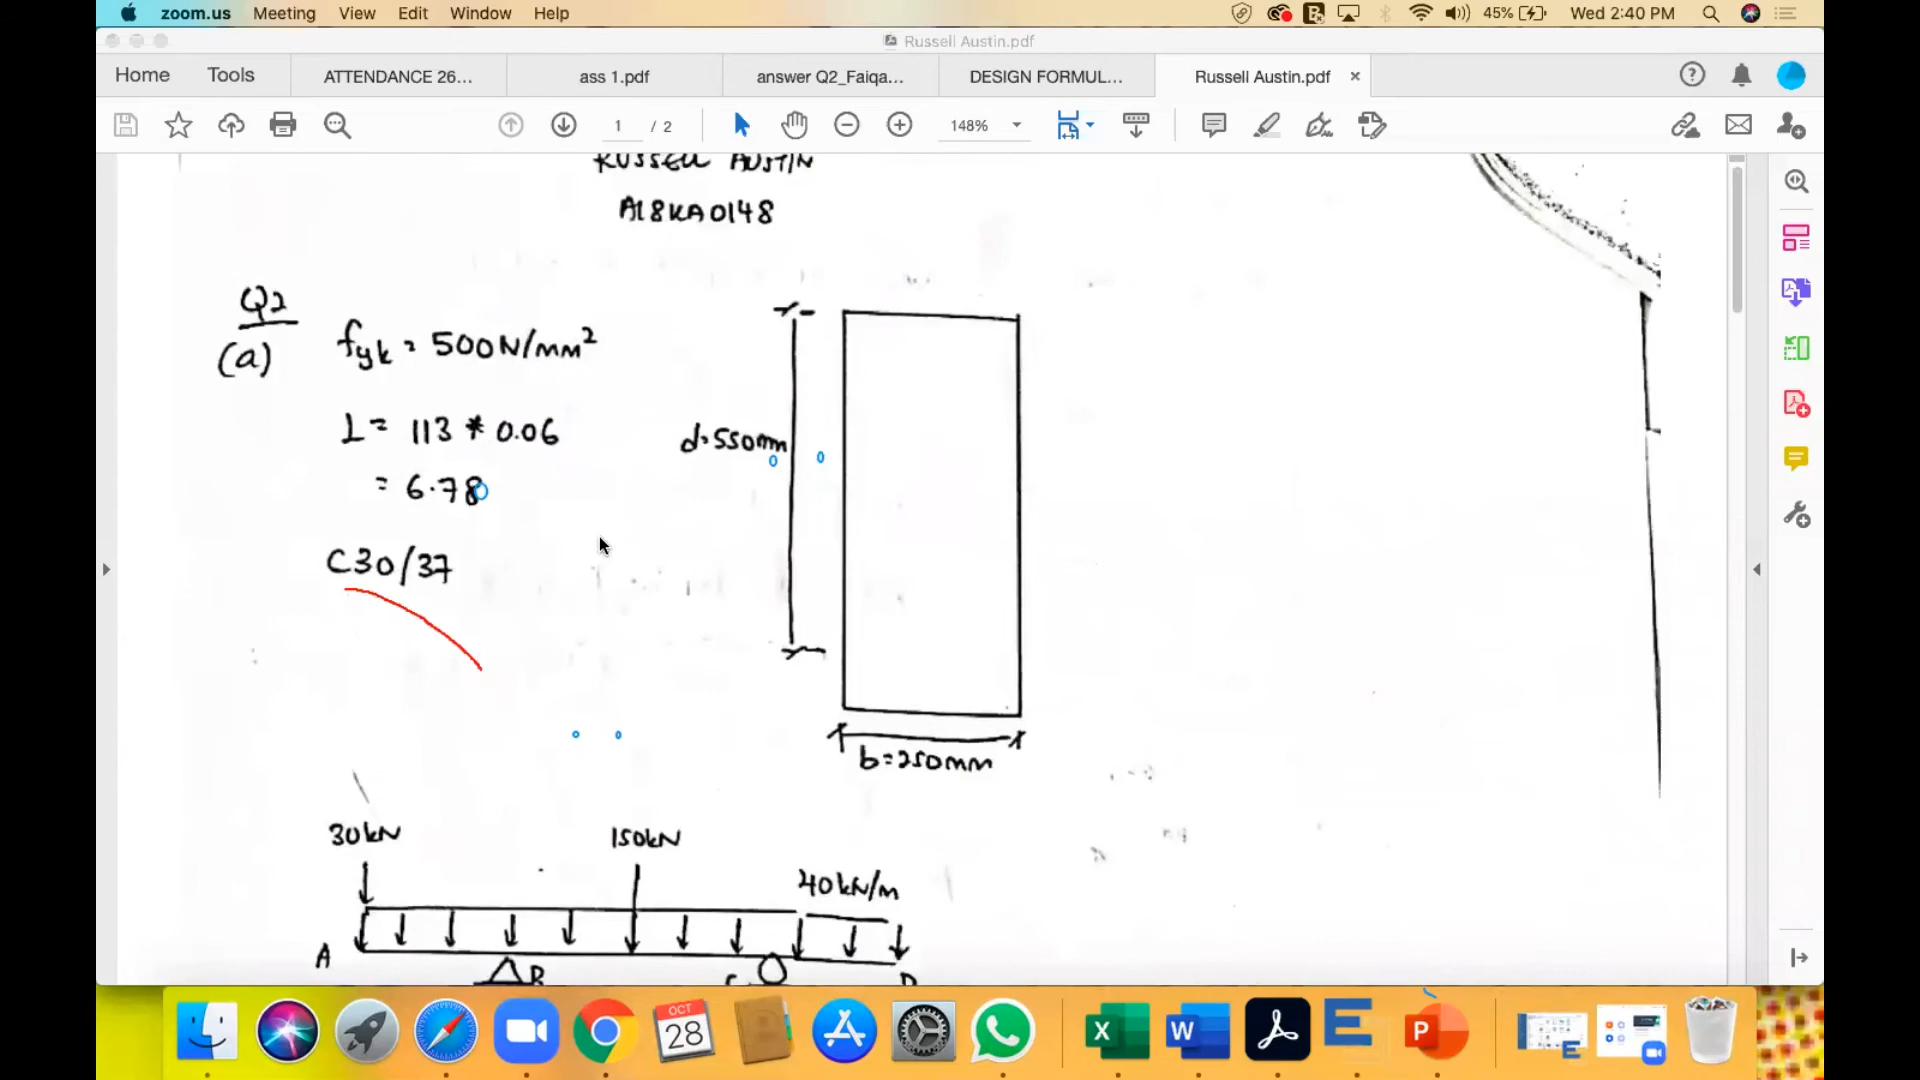 zoom.us Meeting View Edit Window Help 45% Wed 2:40 PM
Russell Austin.pdf
Home Tools ATTENDANCE 26... ass 1.pdf answer Q2_Faiqa... DESIGN FORMUL... Russell Austin.pdf ×
1 / 2 148%
RUSSELL AUSTIN
A18KA0148
Q2
(a) fyk = 500N/mm²
L = 113 * 0.06
= 6.78
C30/37
d=550mm
b=250mm
30kN 150kN
40kN/m
A B C D
OCT
28
X W E P
E